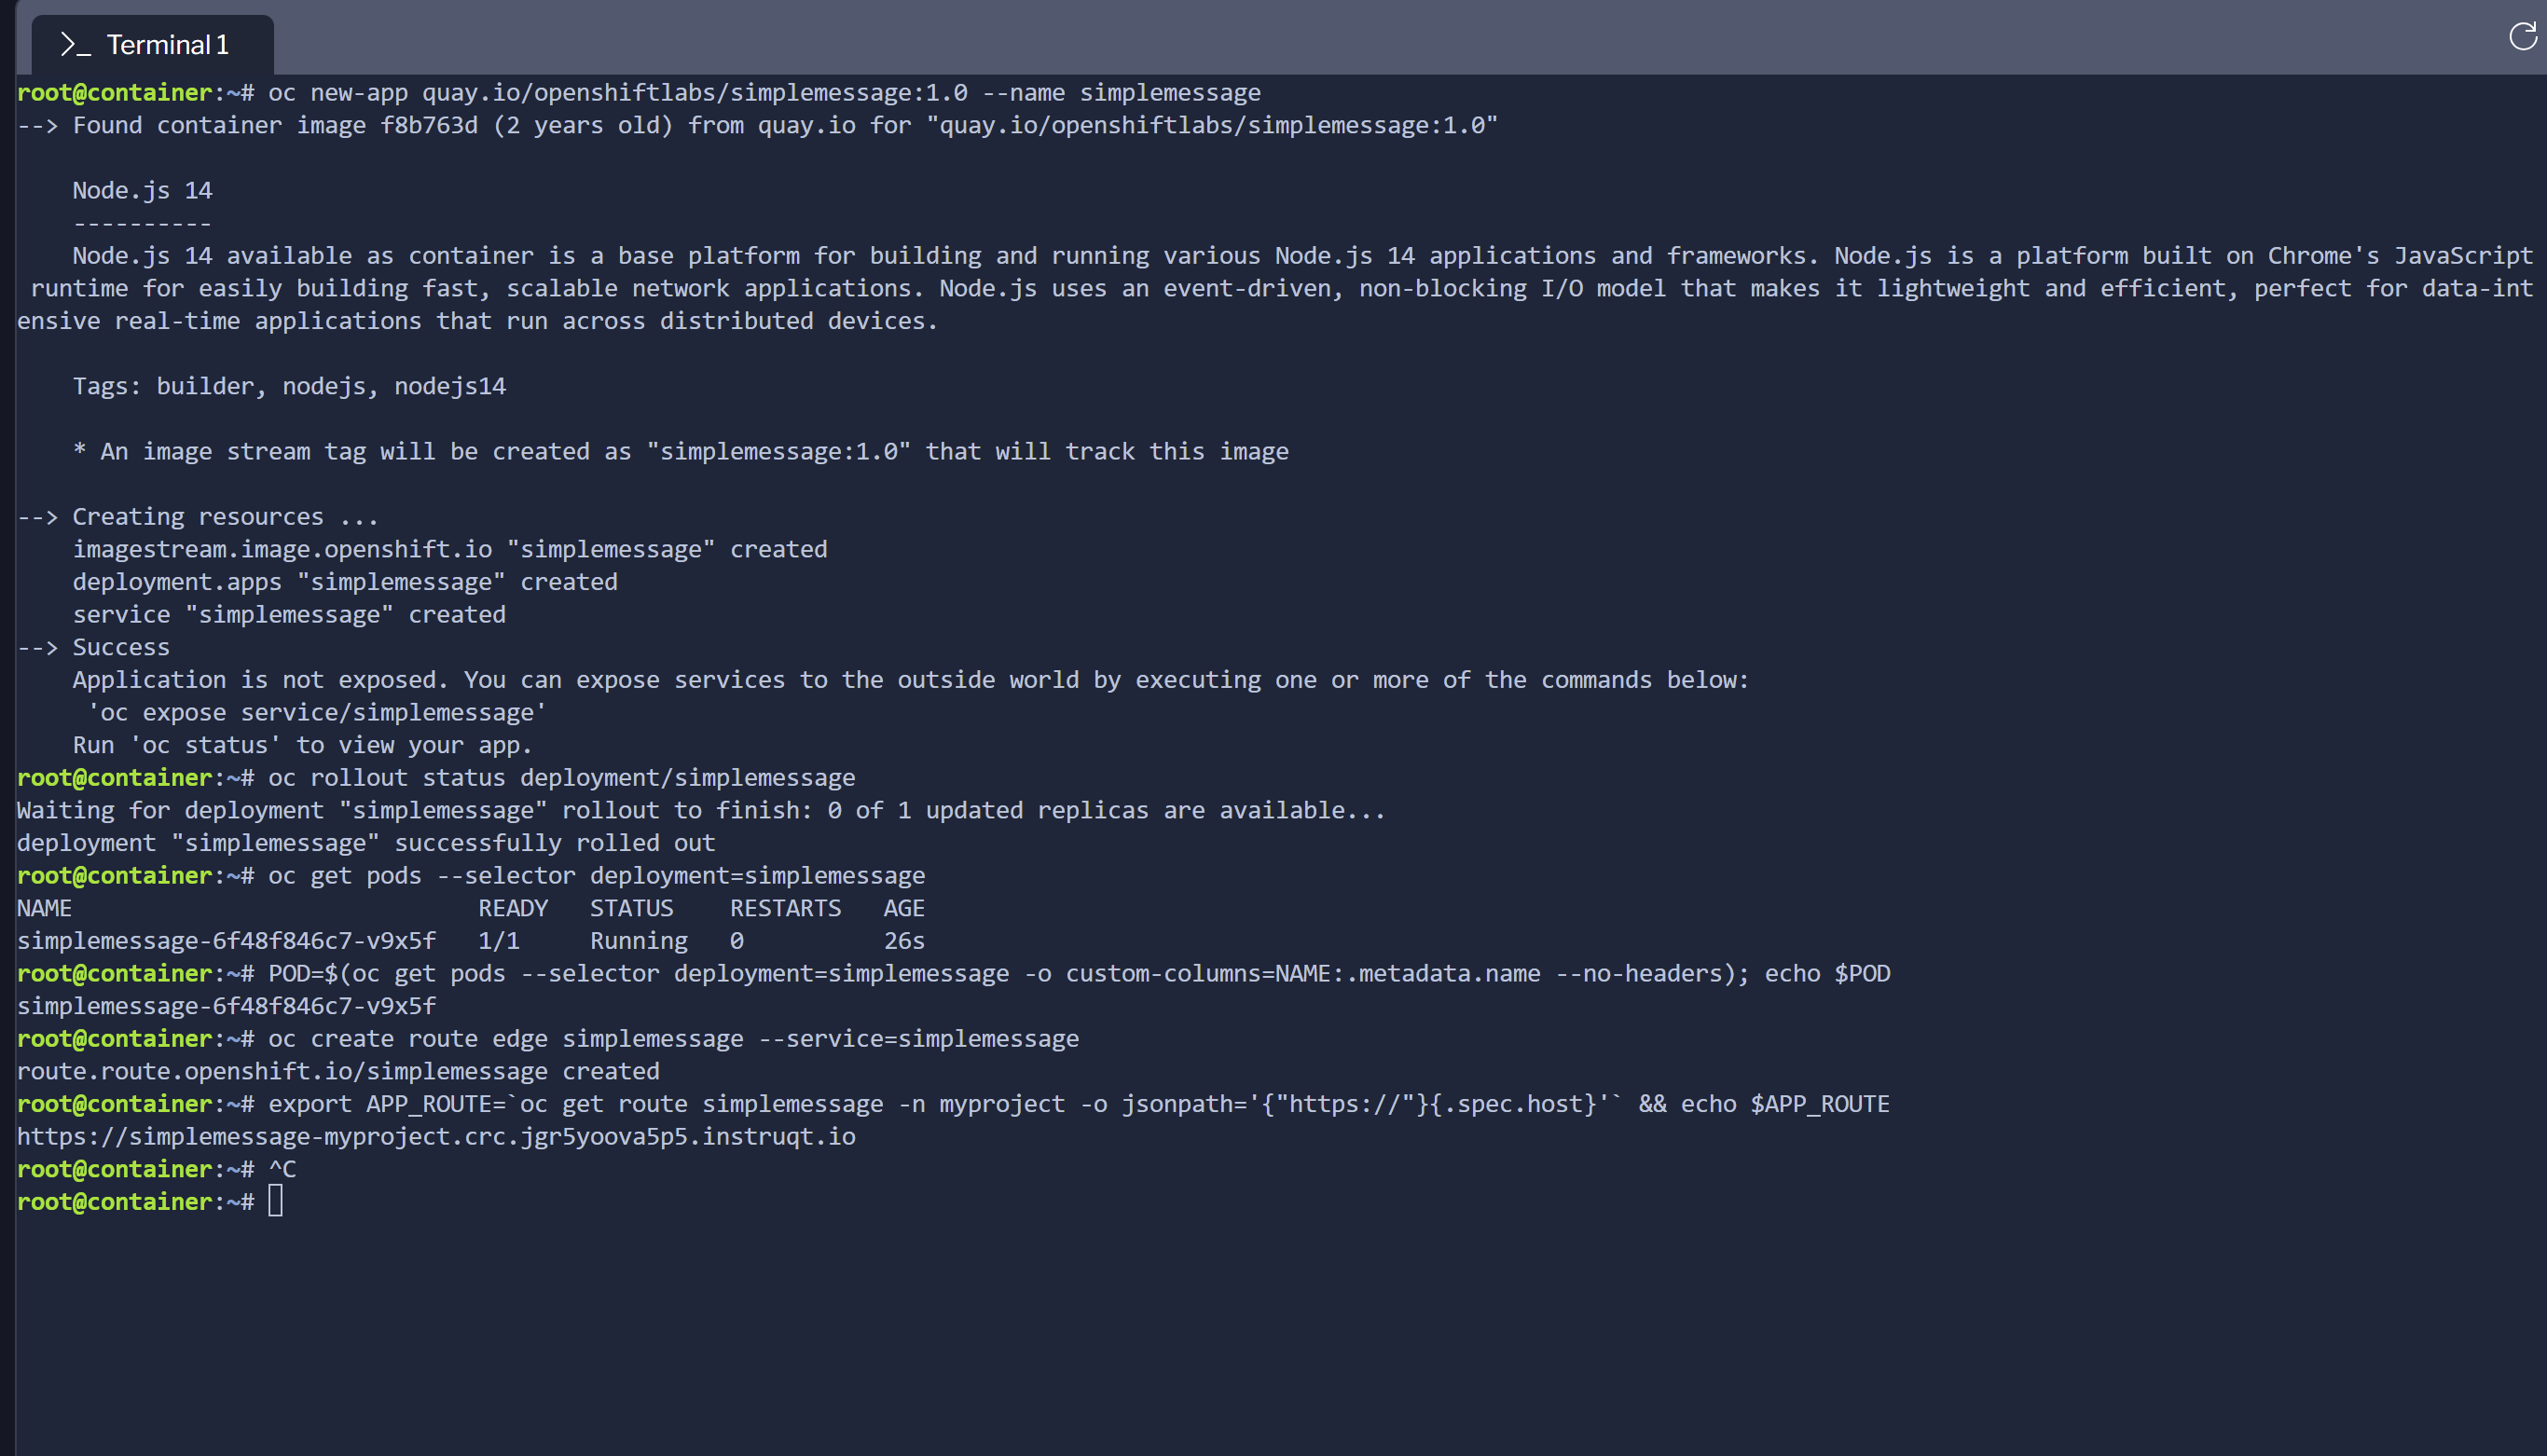 >_ Terminal 1
root@container:~# oc new-app quay.io/openshiftlabs/simplemessage:1.0 --name simplemessage
--> Found container image f8b763d (2 years old) from quay.io for "quay.io/openshiftlabs/simplemessage:1.0"
Node.js 14
----------
Node.js 14 available as container is a base platform for building and running various Node.js 14 applications and frameworks. Node.js is a platform built on Chrome's JavaScript
runtime for easily building fast, scalable network applications. Node.js uses an event-driven, non-blocking I/O model that makes it lightweight and efficient, perfect for data-int
ensive real-time applications that run across distributed devices.
Tags: builder, nodejs, nodejs14
* An image stream tag will be created as "simplemessage:1.0" that will track this image
--> Creating resources ...
imagestream.image.openshift.io "simplemessage" created
deployment.apps "simplemessage" created
service "simplemessage" created
--> Success
Application is not exposed. You can expose services to the outside world by executing one or more of the commands below:
'oc expose service/simplemessage'
Run 'oc status' to view your app.
root@container:~# oc rollout status deployment/simplemessage
Waiting for deployment "simplemessage" rollout to finish: 0 of 1 updated replicas are available...
deployment "simplemessage" successfully rolled out
root@container:~# oc get pods --selector deployment=simplemessage
NAME READY STATUS RESTARTS AGE
simplemessage-6f48f846c7-v9x5f 1/1 Running 0 26s
root@container:~# POD=$(oc get pods --selector deployment=simplemessage -o custom-columns=NAME:.metadata.name --no-headers); echo $POD
simplemessage-6f48f846c7-v9x5f
root@container:~# oc create route edge simplemessage --service=simplemessage
route.route.openshift.io/simplemessage created
root@container:~# export APP_ROUTE=`oc get route simplemessage -n myproject -o jsonpath='{"https://"}{.spec.host}'` && echo $APP_ROUTE
https://simplemessage-myproject.crc.jgr5yoova5p5.instruqt.io
root@container:~# ^C
root@container:~#